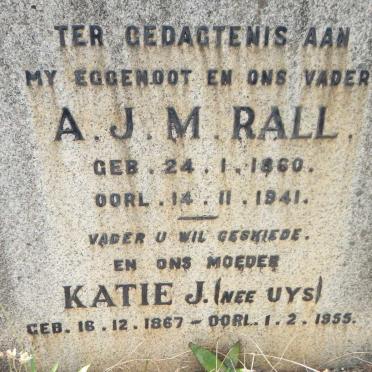 TER GEDAGTENIS AAN
MY EGGENOOT EN ONS VADER
A. J. M. RALL.
GEB. 24. 1. 1860.
OORL. 14. 11. 1941.
VADER U WIL GESKIEDE.
EN ONS MOEDER
KATIE J. (NEE UYS)
GEB. 16. 12. 1867 - OORL. 1. 2. 1955.